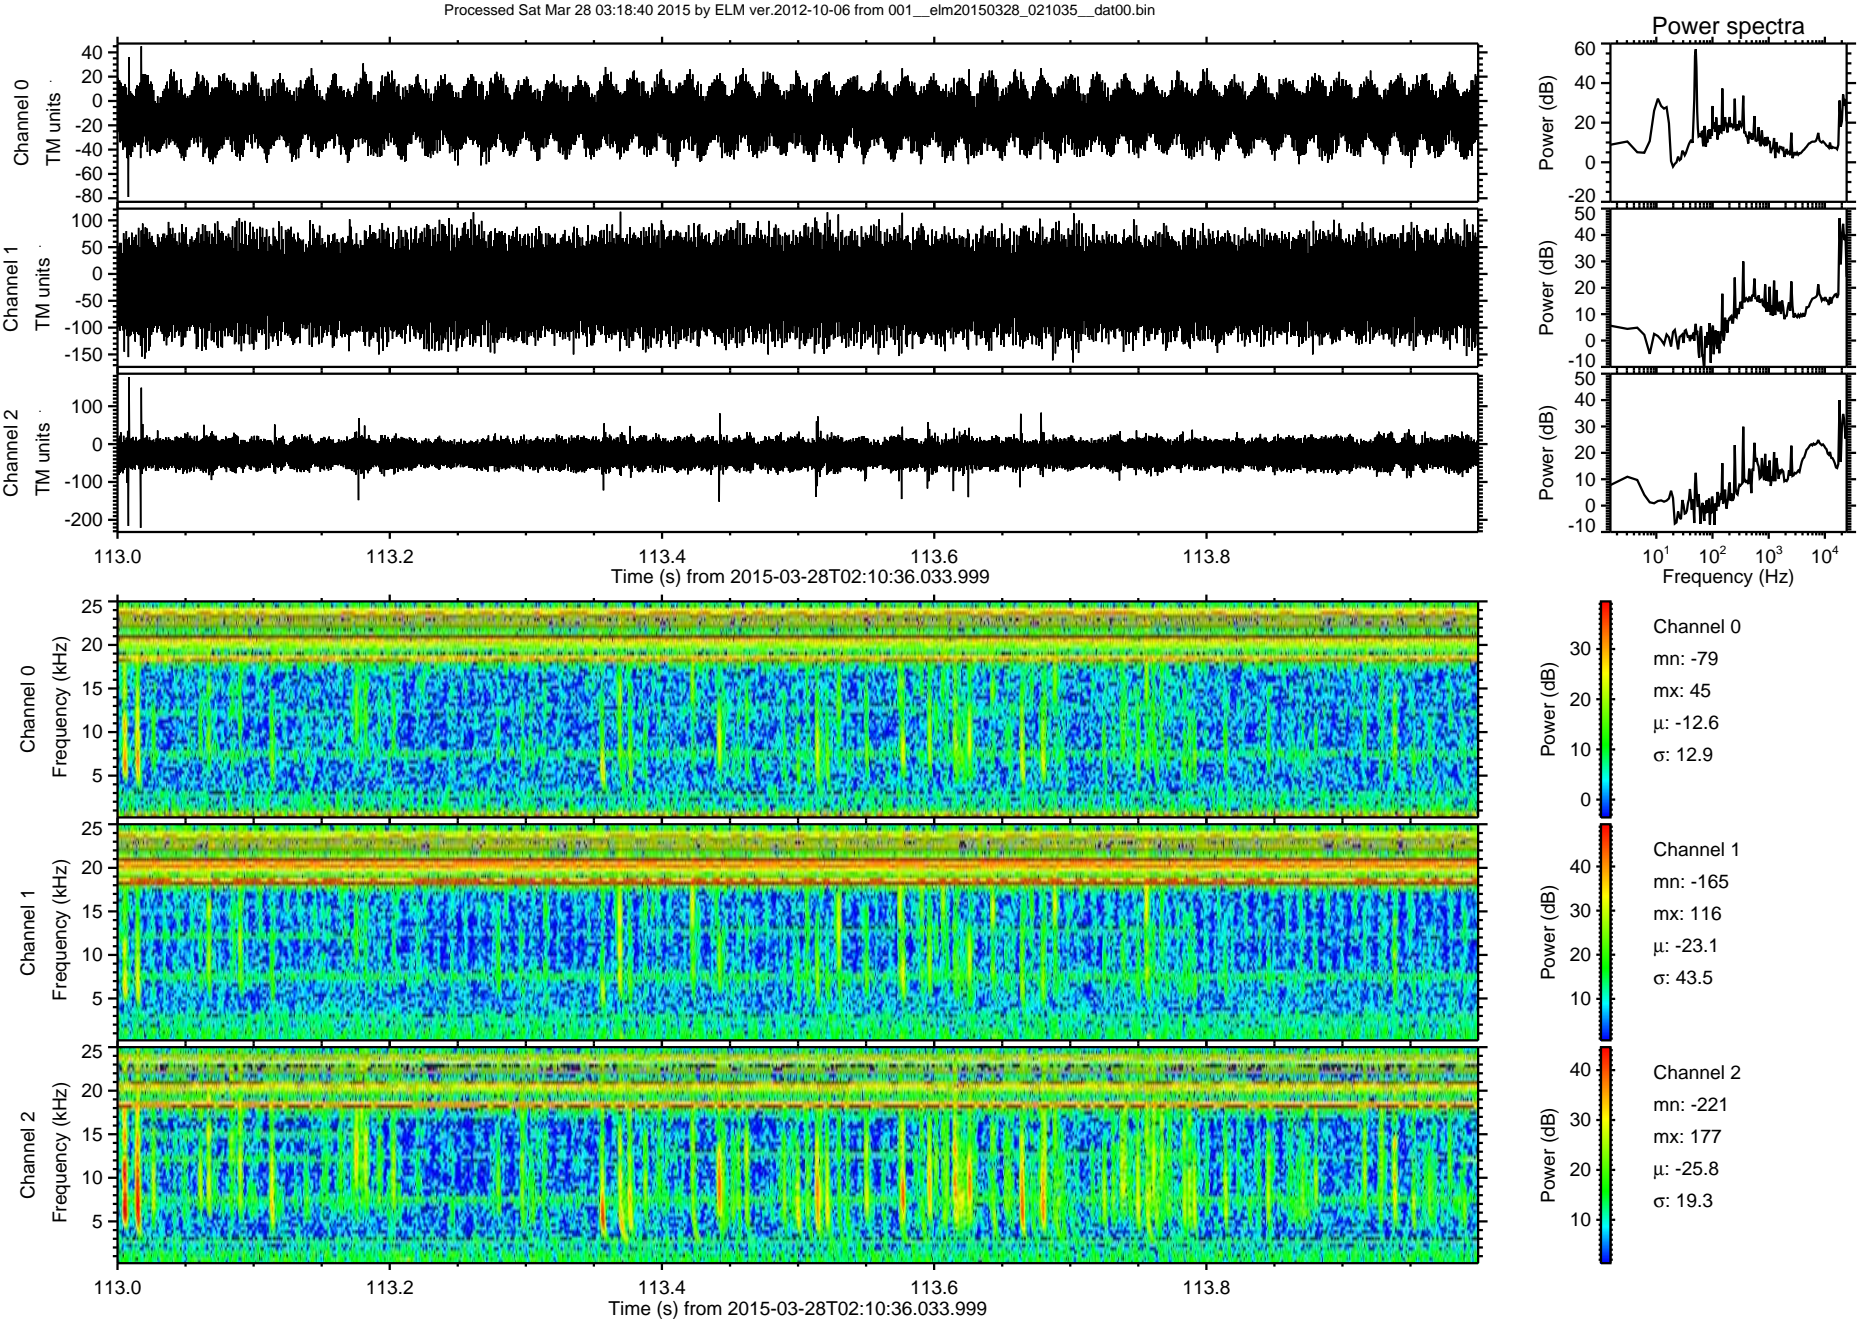 Processed Sat Mar 28 03:18:40 2015 by ELM ver.2012-10-06 from 001__elm20150328_021035__dat00.bin
Power spectra
Channel 0
TM units
40
20
0
-20
-40
-60
-80
Power (dB)
60
40
20
0
-20
Channel 1
TM units
100
50
0
-50
-100
-150
Power (dB)
50
40
30
20
10
0
-10
Channel 2
TM units
100
0
-100
-200
Power (dB)
50
40
30
20
10
0
-10
113.0 113.2 113.4 113.6 113.8
Time (s) from 2015-03-28T02:10:36.033.999
10¹ 10² 10³ 10⁴
Frequency (Hz)
Channel 0
Frequency (kHz)
25
20
15
10
5
Power (dB)
30
20
10
0
Channel 0
mn: -79
mx: 45
μ: -12.6
σ: 12.9
Channel 1
Frequency (kHz)
25
20
15
10
5
Power (dB)
40
30
20
10
Channel 1
mn: -165
mx: 116
μ: -23.1
σ: 43.5
Channel 2
Frequency (kHz)
25
20
15
10
5
Power (dB)
40
30
20
10
Channel 2
mn: -221
mx: 177
μ: -25.8
σ: 19.3
113.0 113.2 113.4 113.6 113.8
Time (s) from 2015-03-28T02:10:36.033.999